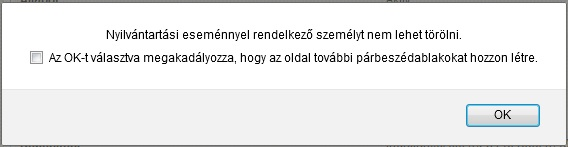 Nyilvántartási eseménnyel rendelkező személyt nem lehet törölni.
Az OK-t választva megakadályozza, hogy az oldal további párbeszédablakokat hozzon létre.
OK